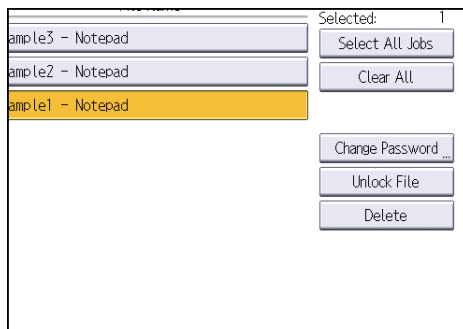 Selected: 1
ample3 - Notepad
Select All Jobs
ample2 - Notepad
Clear All
ample1 - Notepad
Change Password...
Unlock File
Delete